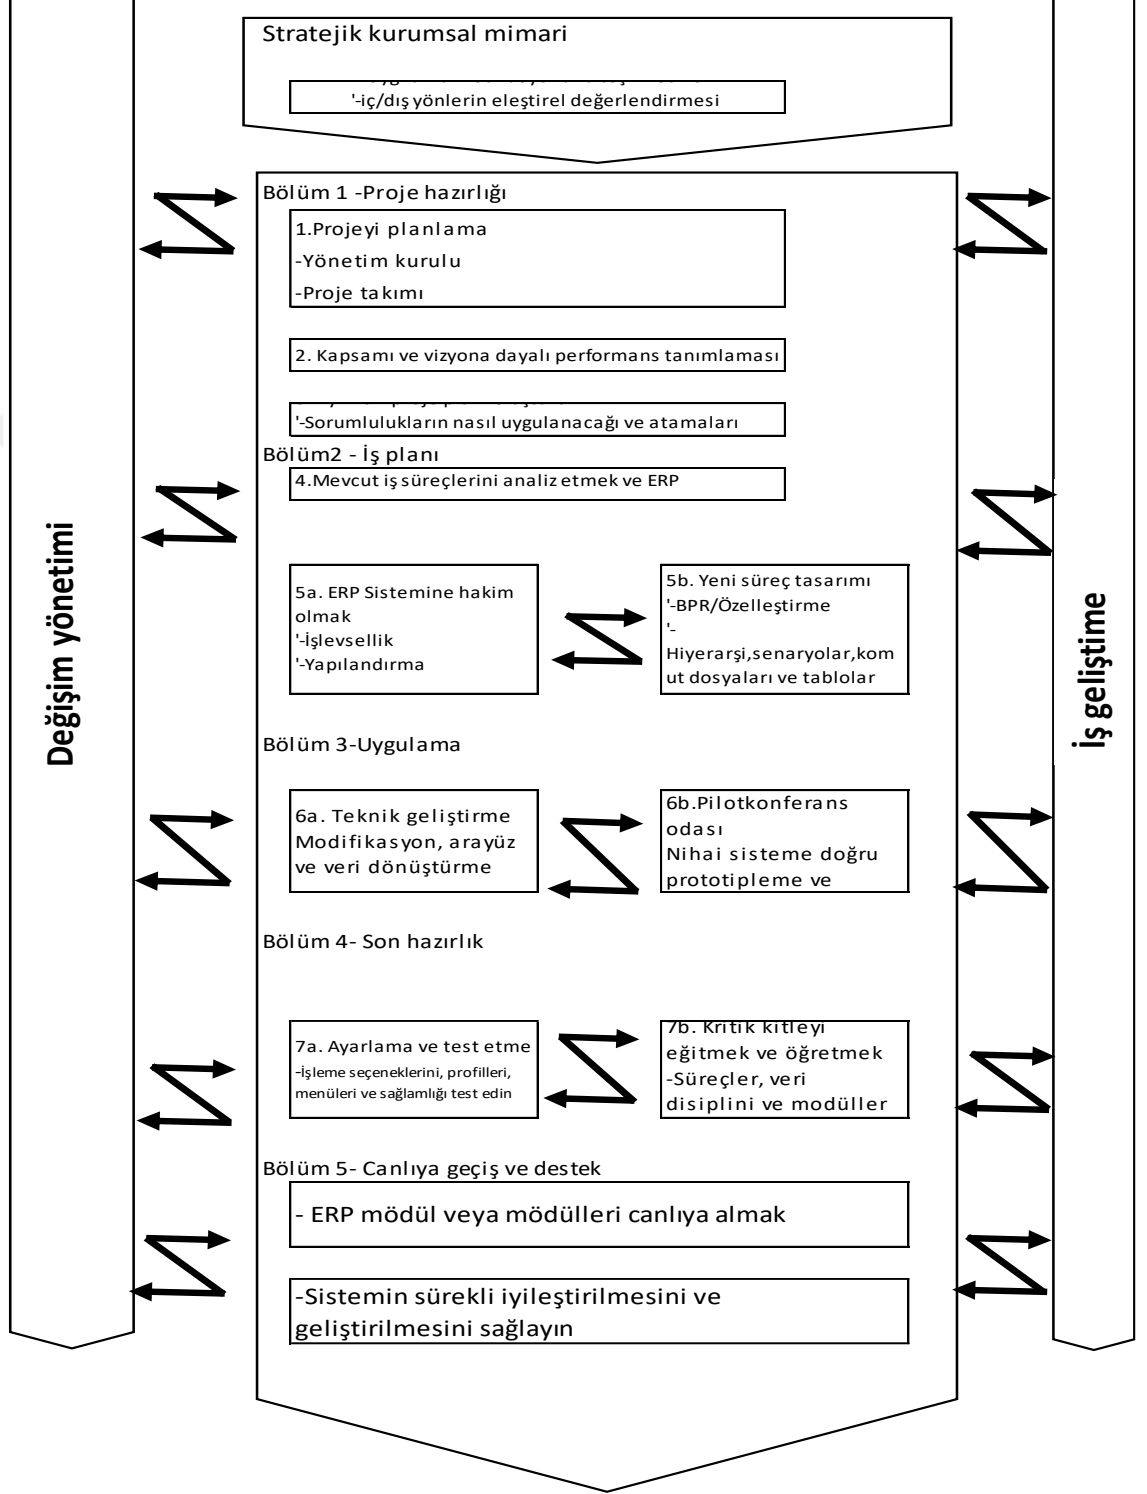 Stratejik kurumsal mimari
'-iç/dış yönlerin eleştirel değerlendirmesi
Bölüm 1 -Proje hazırlığı
1.Projeyi planlama
-Yönetim kurulu
-Proje takımı
2. Kapsamı ve vizyona dayalı performans tanımlaması
'-Sorumlulukların nasıl uygulanacağı ve atamaları
Bölüm2 - İş planı
4.Mevcut iş süreçlerini analiz etmek ve ERP
5a. ERP Sistemine hakim
olmak
'-İşlevsellik
'-Yapılandırma
5b. Yeni süreç tasarımı
'-BPR/Özelleştirme
'-
Hiyerarşi,senaryolar,kom
ut dosyaları ve tablolar
Değişim yönetimi
İş geliştime
Bölüm 3-Uygulama
6a. Teknik geliştirme
Modifikasyon, arayüz
ve veri dönüştürme
6b.Pilotkonferans
odası
Nihai sisteme doğru
prototipleme ve
Bölüm 4- Son hazırlık
7a. Ayarlama ve test etme
-İşleme seçeneklerini, profilleri,
menüleri ve sağlamlığı test edin
7b. Kritik kitleyi
eğitmek ve öğretmek
-Süreçler, veri
disiplini ve modüller
Bölüm 5- Canlıya geçiş ve destek
- ERP mödül veya mödülleri canlıya almak
-Sistemin sürekli iyileştirilmesini ve
geliştirilmesini sağlayın